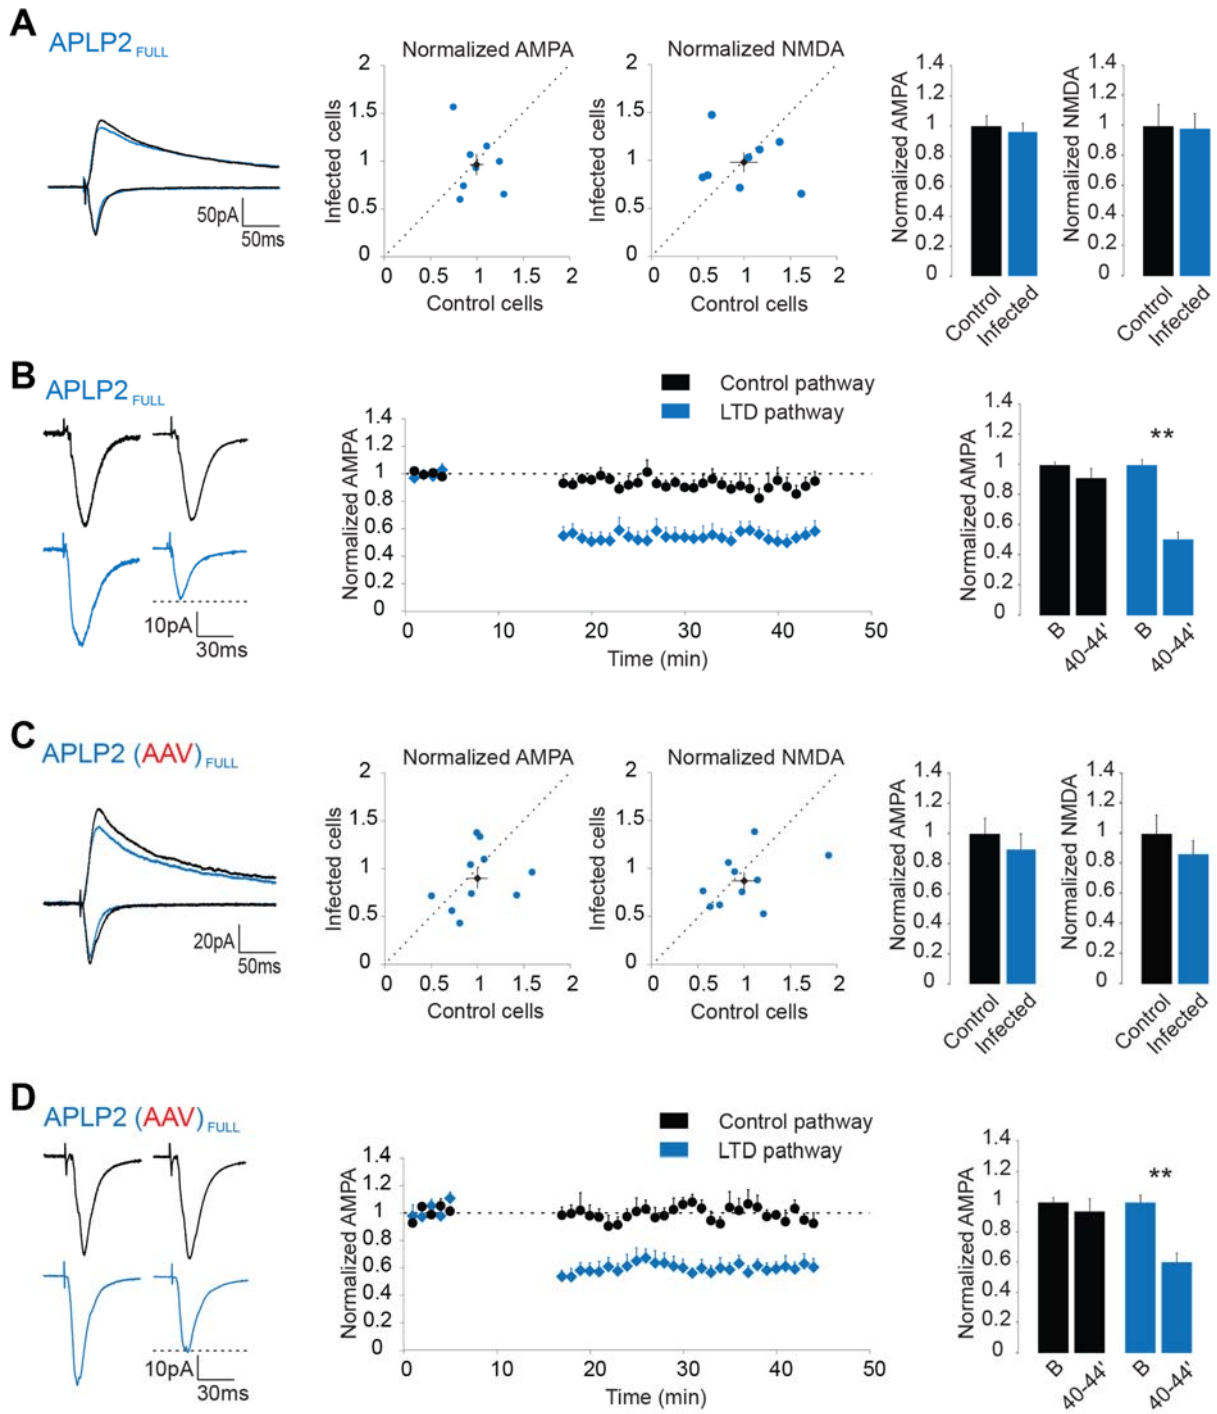 A
APLP2 FULL
50pA
50ms
Normalized AMPA
Infected cells
2
1.5
1
0.5
0
0 0.5 1 1.5 2
Control cells
Normalized NMDA
Infected cells
2
1.5
1
0.5
0
0 0.5 1 1.5 2
Control cells
Normalized AMPA
1.4
1.2
1
0.8
0.6
0.4
0.2
0
Control Infected
Normalized NMDA
1.4
1.2
1
0.8
0.6
0.4
0.2
0
Control Infected
B
APLP2 FULL
10pA
30ms
Control pathway
LTD pathway
Normalized AMPA
1.4
1.2
1
0.8
0.6
0.4
0.2
0
0 10 20 30 40 50
Time (min)
Normalized AMPA
1.4
1.2
1
0.8
0.6
0.4
0.2
0
**
B 40-44' B 40-44'
C
APLP2 (AAV) FULL
20pA
50ms
Normalized AMPA
Infected cells
2
1.5
1
0.5
0
0 0.5 1 1.5 2
Control cells
Normalized NMDA
Infected cells
2
1.5
1
0.5
0
0 0.5 1 1.5 2
Control cells
Normalized AMPA
1.4
1.2
1
0.8
0.6
0.4
0.2
0
Control Infected
Normalized NMDA
1.4
1.2
1
0.8
0.6
0.4
0.2
0
Control Infected
D
APLP2 (AAV) FULL
10pA
30ms
Control pathway
LTD pathway
Normalized AMPA
1.4
1.2
1
0.8
0.6
0.4
0.2
0
0 10 20 30 40 50
Time (min)
Normalized AMPA
1.4
1.2
1
0.8
0.6
0.4
0.2
0
**
B 40-44' B 40-44'